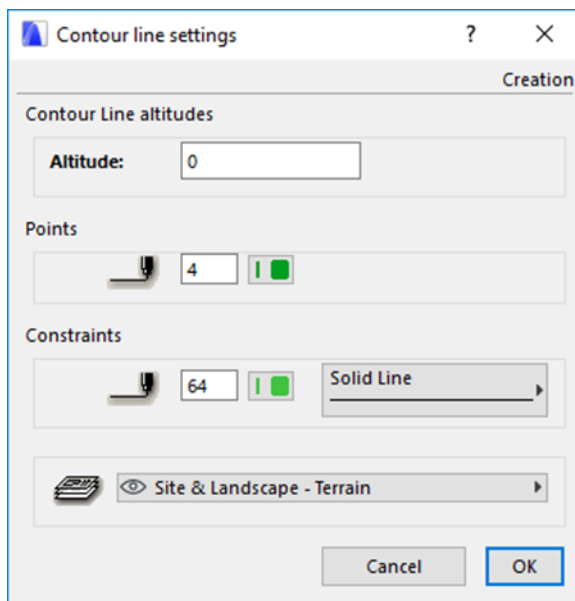 Contour line settings ?
Creation
Contour Line altitudes
Altitude: 0
Points
4
Constraints
64 Solid Line
Site & Landscape - Terrain
Cancel OK